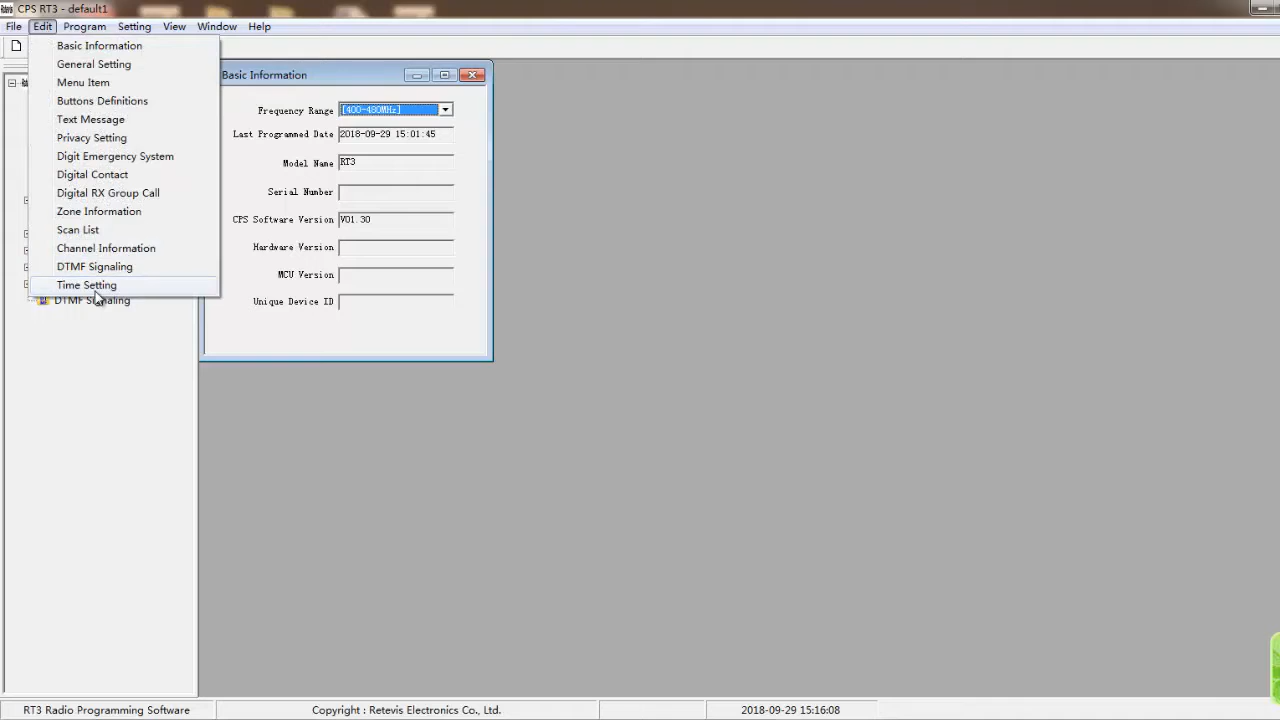 CPS RT3 - default1
File Edit Program Setting View Window Help
Basic Information
General Setting
Menu Item
Buttons Definitions
Text Message
Privacy Setting
Digit Emergency System
Digital Contact
Digital RX Group Call
Zone Information
Scan List
Channel Information
DTMF Signaling
Time Setting
DTMF Signaling
Basic Information
Frequency Range [400-480MHz]
Last Programmed Date 2018-09-29 15:01:45
Model Name RT3
Serial Number
CPS Software Version V01.30
Hardware Version
MCU Version
Unique Device ID
RT3 Radio Programming Software Copyright : Retevis Electronics Co., Ltd. 2018-09-29 15:16:08